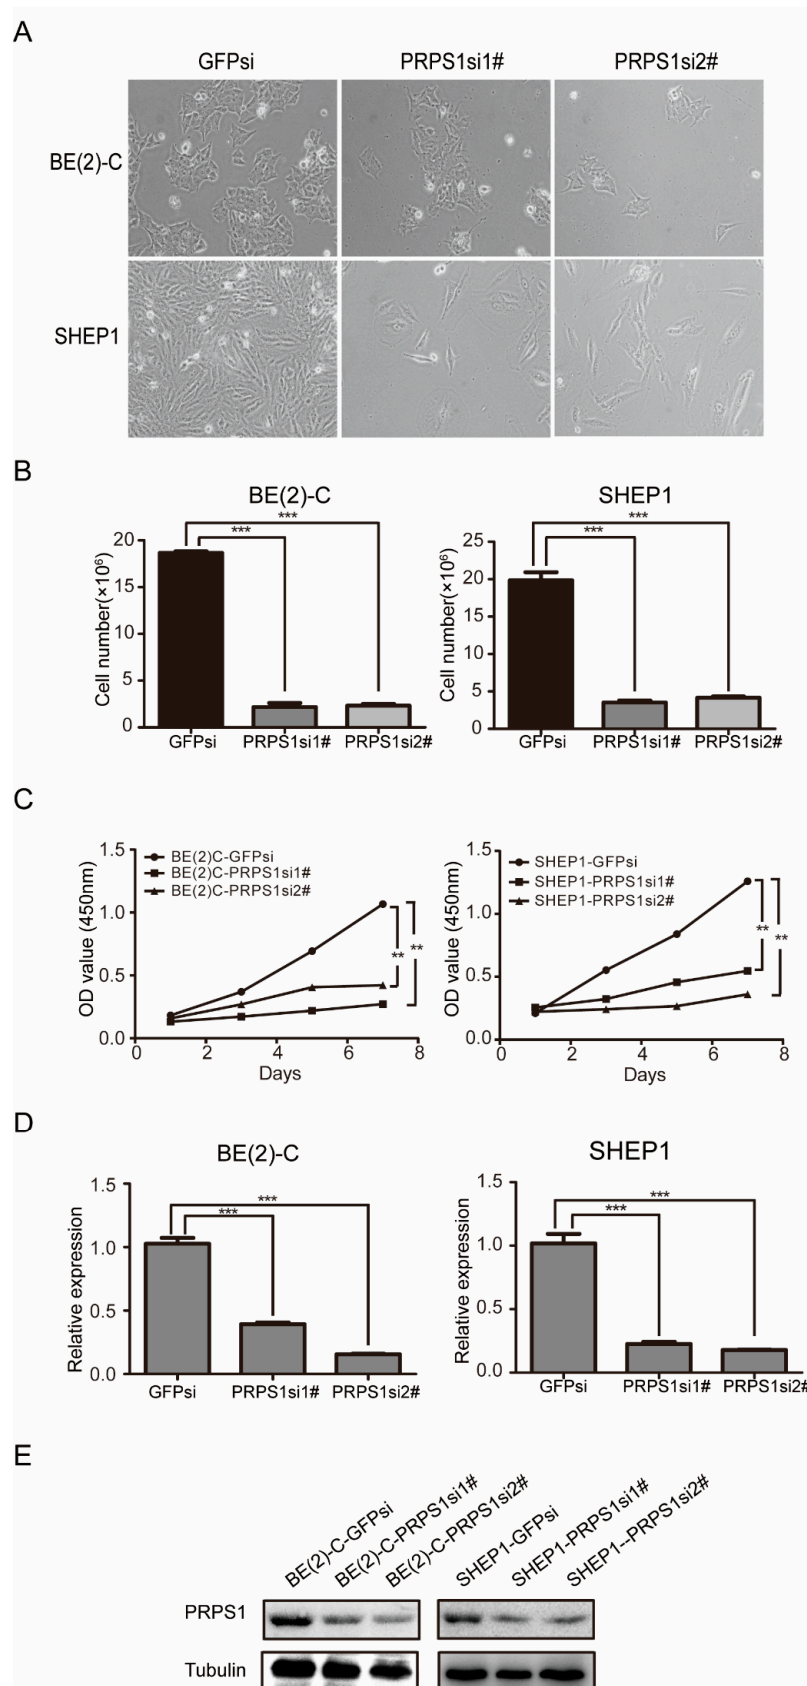 A
GFPsi PRPS1si1# PRPS1si2#
BE(2)-C
SHEP1
B
BE(2)-C
***
***
Cell number(×10⁶)
20
15
10
5
0
GFPsi PRPS1si1# PRPS1si2#
SHEP1
***
***
Cell number(×10⁶)
25
20
15
10
5
0
GFPsi PRPS1si1# PRPS1si2#
C
BE(2)C-GFPsi
BE(2)C-PRPS1si1#
BE(2)C-PRPS1si2#
OD value (450nm)
1.5
1.0
0.5
0.0
**
**
0 2 4 6 8
Days
SHEP1-GFPsi
SHEP1-PRPS1si1#
SHEP1-PRPS1si2#
OD value (450nm)
1.5
1.0
0.5
0.0
**
**
0 2 4 6 8
Days
D
BE(2)-C
***
***
Relative expression
1.5
1.0
0.5
0.0
GFPsi PRPS1si1# PRPS1si2#
SHEP1
***
***
Relative expression
1.5
1.0
0.5
0.0
GFPsi PRPS1si1# PRPS1si2#
E
BE(2)-C-GFPsi
BE(2)-C-PRPS1si1#
BE(2)-C-PRPS1si2#
SHEP1-GFPsi
SHEP1-PRPS1si1#
SHEP1--PRPS1si2#
PRPS1
Tubulin